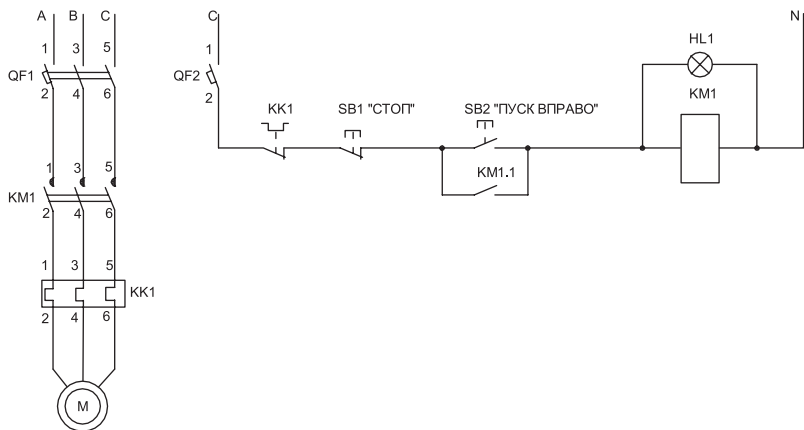 A B C
1 3 5
QF1
2 4 6
1 3 5
KM1
2 4 6
1 3 5
KK1
2 4 6
M
C
1
QF2
2
KK1
SB1 "СТОП"
SB2 "ПУСК ВПРАВО"
KM1.1
HL1
KM1
N